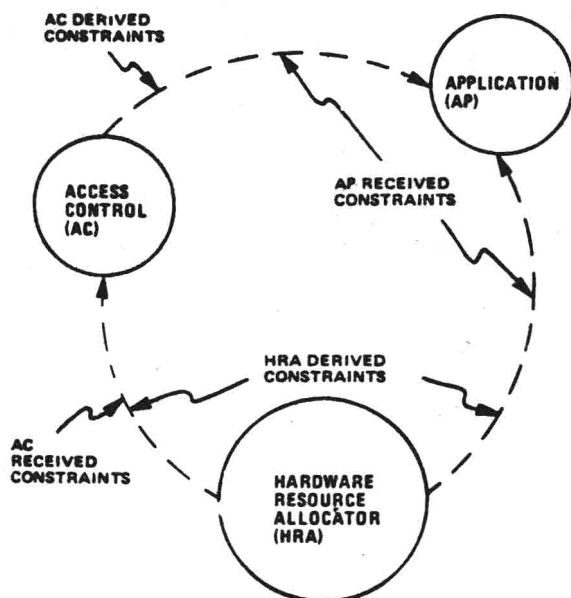 AC DERIVED
CONSTRAINTS
APPLICATION
(AP)
ACCESS
CONTROL
(AC)
AP RECEIVED
CONSTRAINTS
HRA DERIVED
CONSTRAINTS
AC
RECEIVED
CONSTRAINTS
HARDWARE
RESOURCE
ALLOCATOR
(HRA)